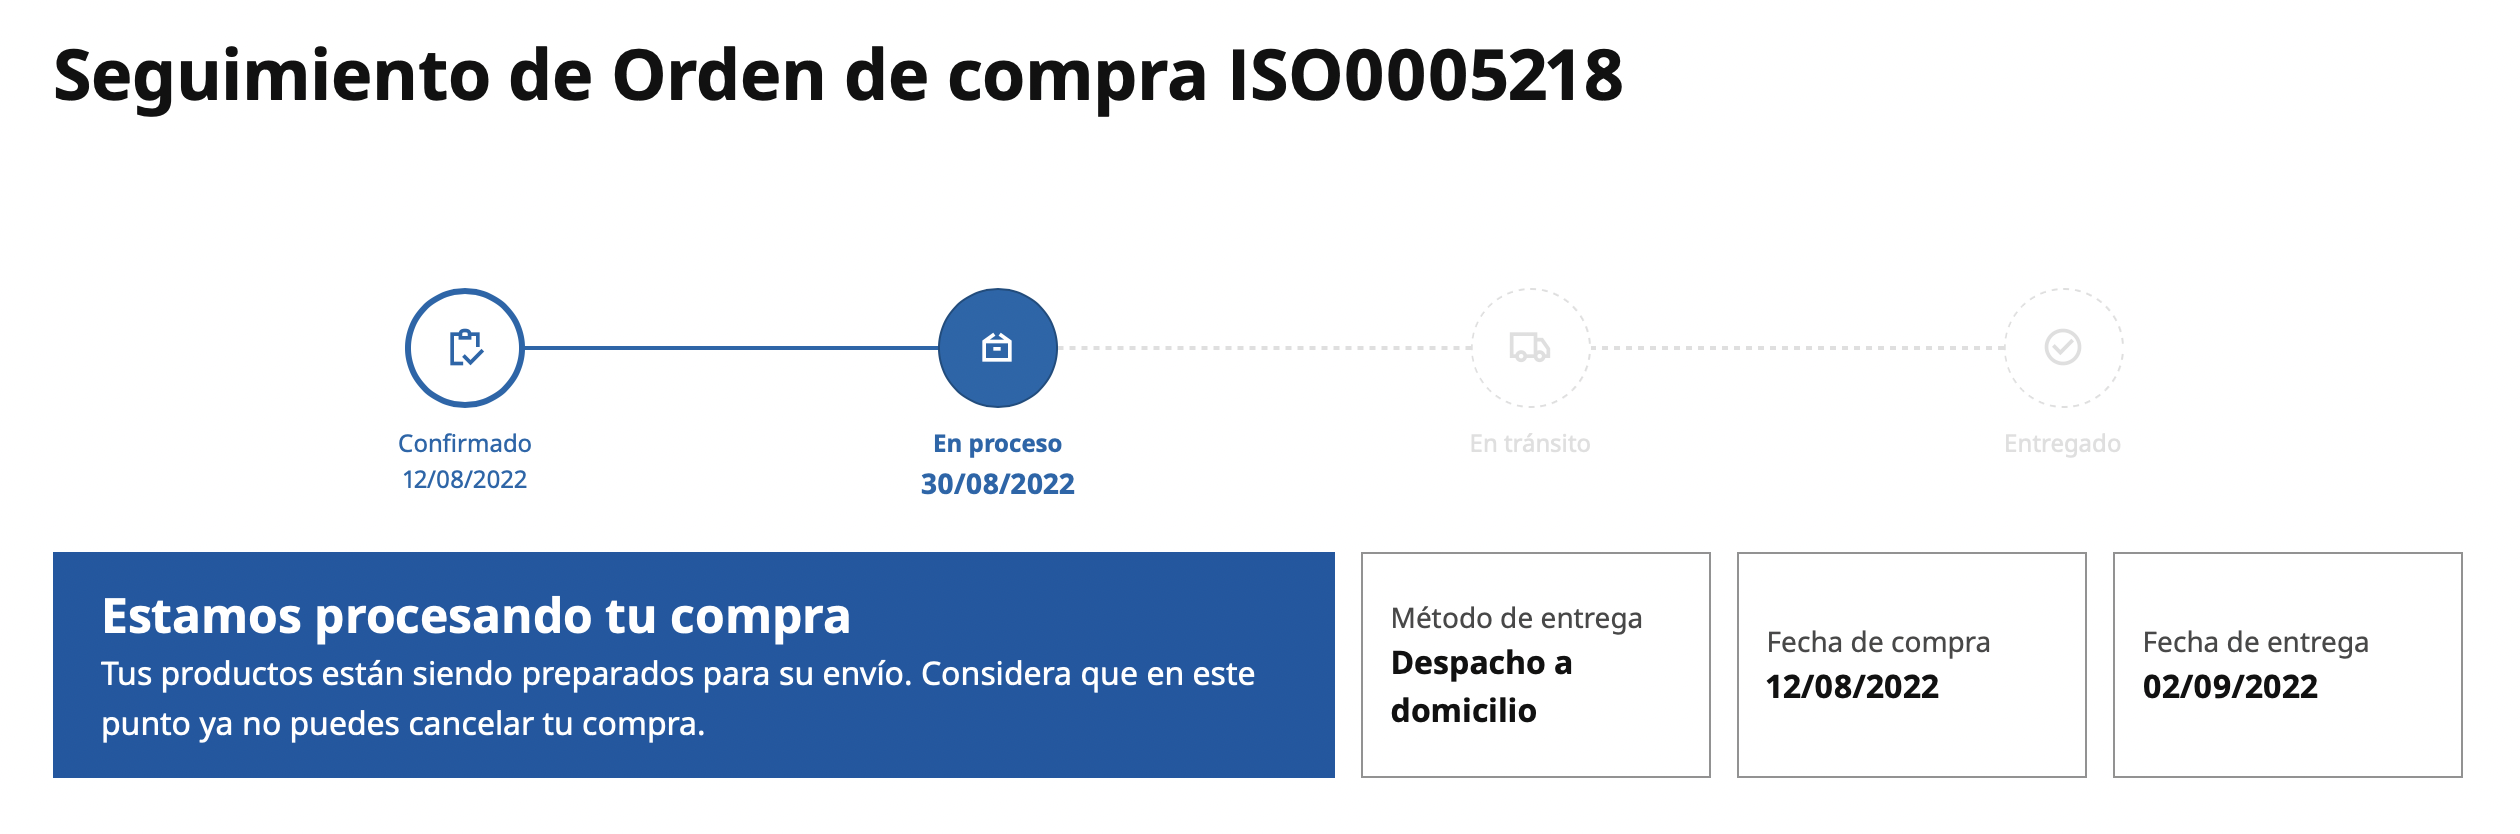 Seguimiento de Orden de compra ISO0005218
Confirmado
12/08/2022
En proceso
30/08/2022
En tránsito
Entregado
Estamos procesando tu compra
Tus productos están siendo preparados para su envío. Considera que en este
punto ya no puedes cancelar tu compra.
Método de entrega
Despacho a
domicilio
Fecha de compra
12/08/2022
Fecha de entrega
02/09/2022